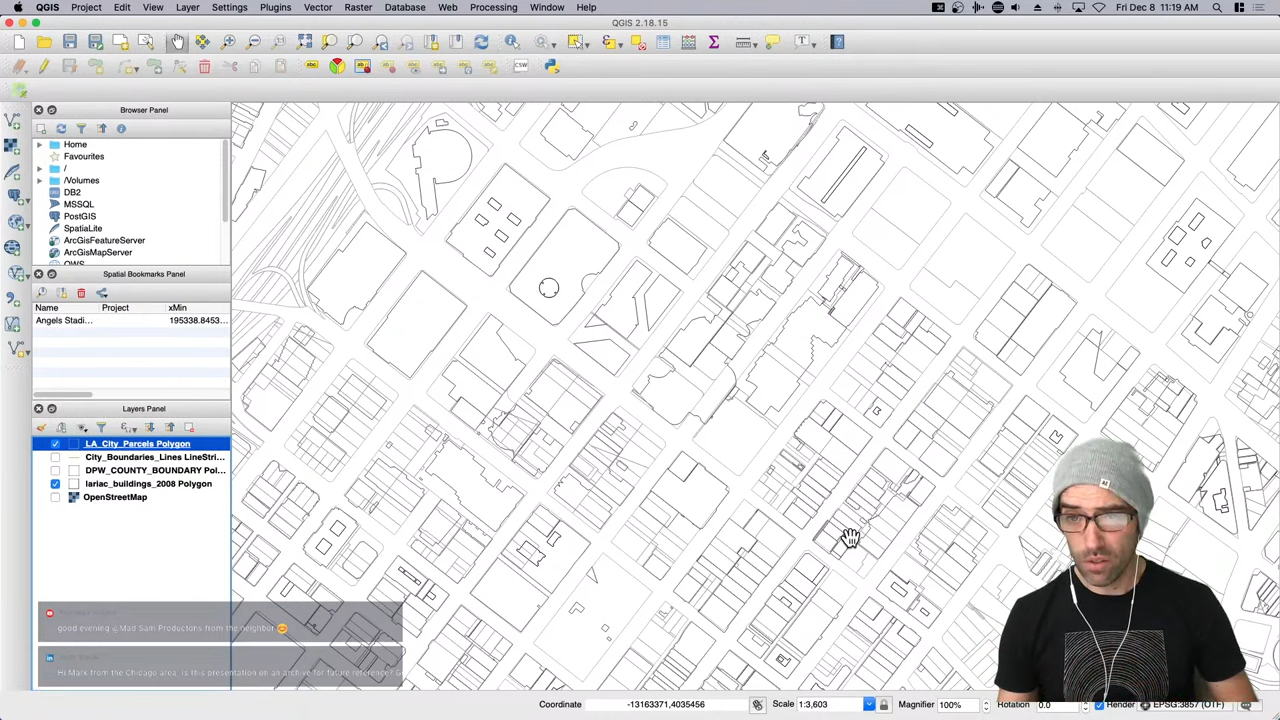 QGIS Project Edit View Layer Settings Plugins Vector Raster Database Web Processing Window Help Fri Dec 8 11:19 AM
QGIS 2.18.15
Browser Panel
Home
Favourites
/
/Volumes
DB2
MSSQL
PostGIS
SpatiaLite
ArcGisFeatureServer
ArcGisMapServer
OWS
Spatial Bookmarks Panel
Name Project xMin
Angels Stadi... 195338.8453...
Layers Panel
LA_City_Parcels Polygon
City_Boundaries_Lines LineStri...
DPW_COUNTY_BOUNDARY Pol...
lariac_buildings_2008 Polygon
OpenStreetMap
good evening @Mad Sam Productons from the neighbor
Hi Marx from the Chicago area, is this presentation on an archive for future reference?
Coordinate -13163371,4035456 Scale 1:3,603 Magnifier 100% Rotation 0.0 Render EPSG:3857 (OTF)